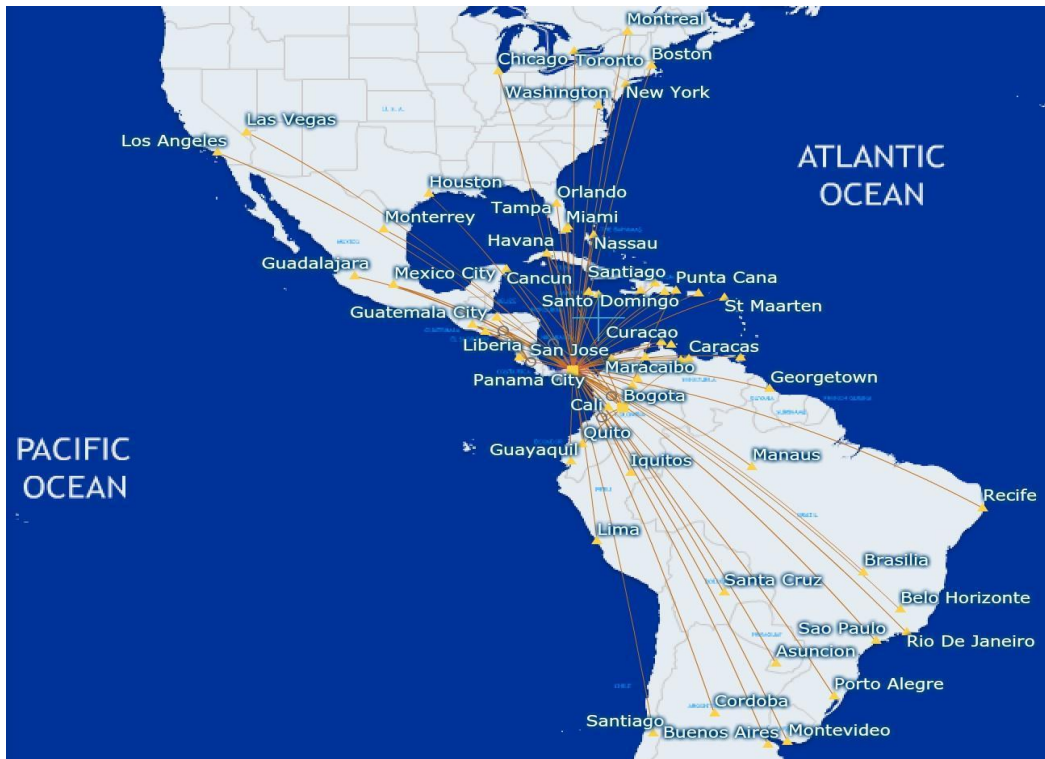 Montreal
Chicago
Toronto
Boston
Washington
New York
Las Vegas
Los Angeles
ATLANTIC
OCEAN
Houston
Orlando
Tampa
Monterrey
Miami
Havana
Nassau
Guadalajara
Mexico City
Cancun
Santiago
Punta Cana
Santo Domingo
St Maarten
Guatemala City
Curacao
Liberia
San Jose
Caracas
Maracaibo
Panama City
Georgetown
Bogota
Cali
Quito
PACIFIC
OCEAN
Guayaquil
Iquitos
Manaus
Recife
Lima
Brasilia
Santa Cruz
Belo Horizonte
Sao Paulo
Rio De Janeiro
Asuncion
Porto Alegre
Cordoba
Santiago
Buenos Aires
Montevideo